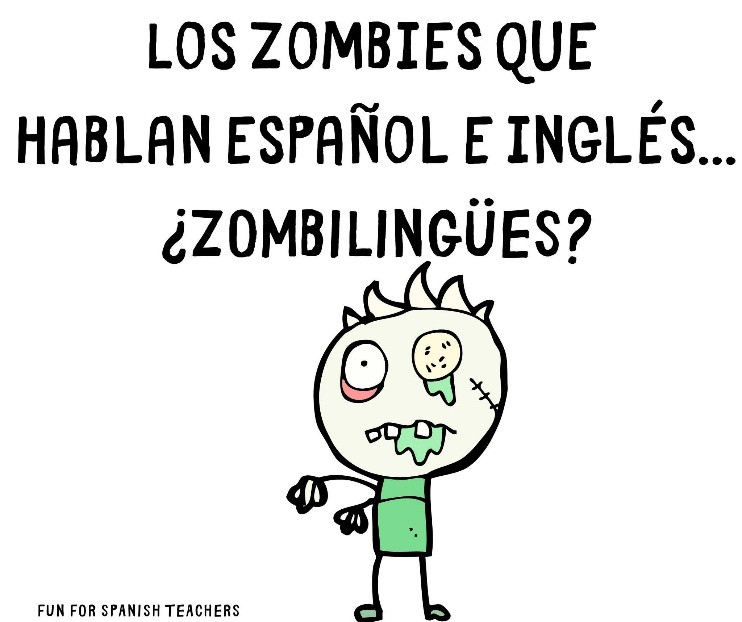 LOS ZOMBIES QUE
HABLAN ESPAÑOL E INGLÉS...
¿ZOMBILINGÜES?
FUN FOR SPANISH TEACHERS